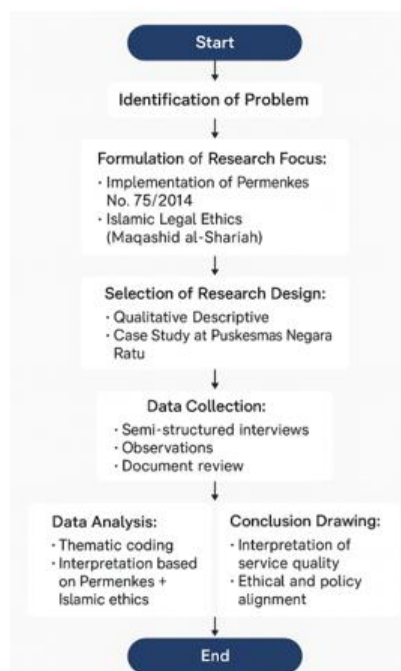 Start
Identification of Problem
Formulation of Research Focus:
· Implementation of Permenkes
No. 75/2014
· Islamic Legal Ethics
(Maqashid al-Shariah)
Selection of Research Design:
· Qualitative Descriptive
· Case Study at Puskesmas Negara
Ratu
Data Collection:
· Semi-structured interviews
· Observations
· Document review
Data Analysis:
· Thematic coding
· Interpretation based
on Permenkes +
Islamic ethics
Conclusion Drawing:
· Interpretation of
service quality
· Ethical and policy
alignment
End